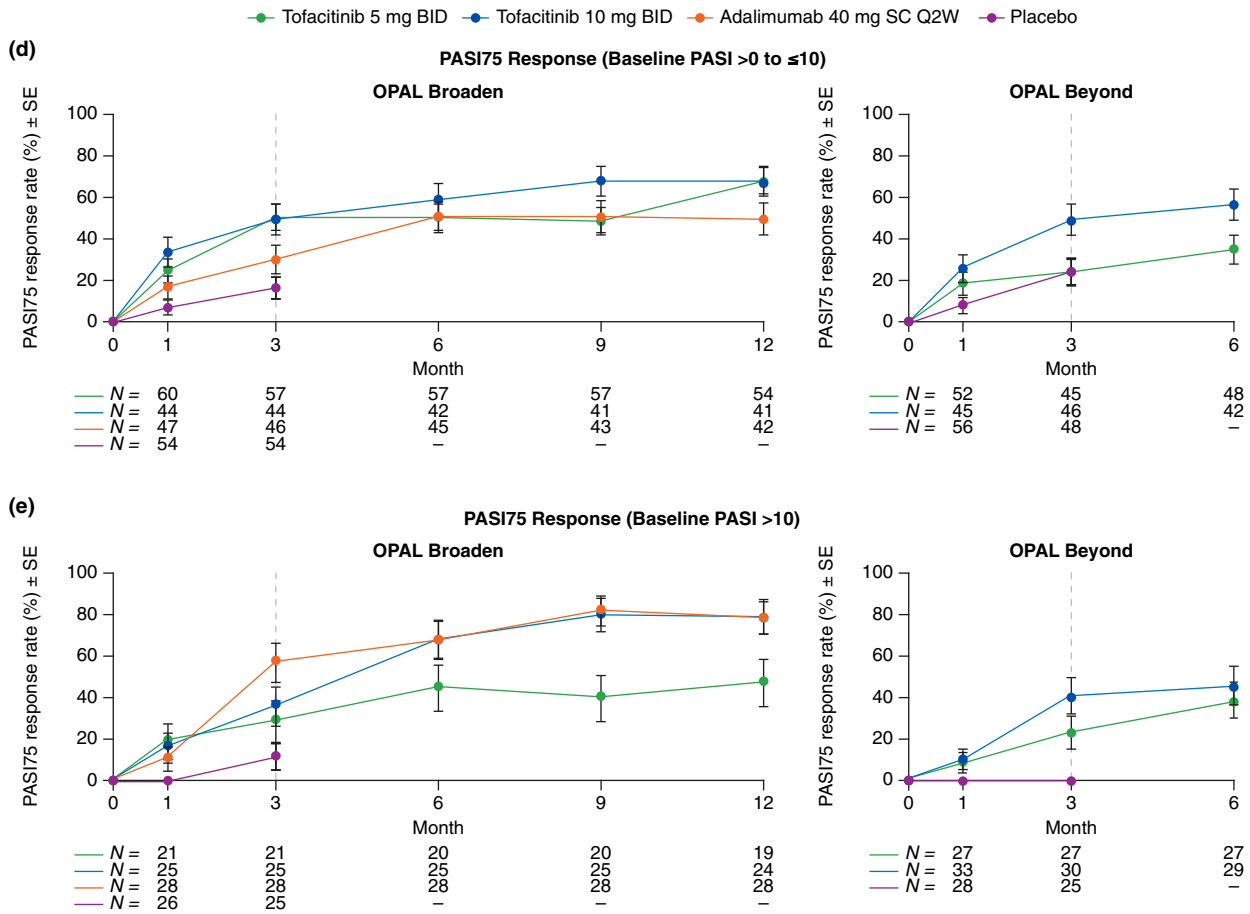 Tofacitinib 5 mg BID Tofacitinib 10 mg BID Adalimumab 40 mg SC Q2W Placebo
(d)
PASI75 Response (Baseline PASI >0 to ≤10)
OPAL Broaden
PASI75 response rate (%) ± SE
100
80
60
40
20
0
0 1 3 6 9 12
Month
N = 60 57 57 57 54
N = 44 44 42 41 41
N = 47 46 45 43 42
N = 54 54 – – –
OPAL Beyond
PASI75 response rate (%) ± SE
100
80
60
40
20
0
0 1 3 6
Month
N = 52 45 48
N = 45 46 42
N = 56 48 –
(e)
PASI75 Response (Baseline PASI >10)
OPAL Broaden
PASI75 response rate (%) ± SE
100
80
60
40
20
0
0 1 3 6 9 12
Month
N = 21 21 20 20 19
N = 25 25 25 25 24
N = 28 28 28 28 28
N = 26 25 – – –
OPAL Beyond
PASI75 response rate (%) ± SE
100
80
60
40
20
0
0 1 3 6
Month
N = 27 27 27
N = 33 30 29
N = 28 25 –